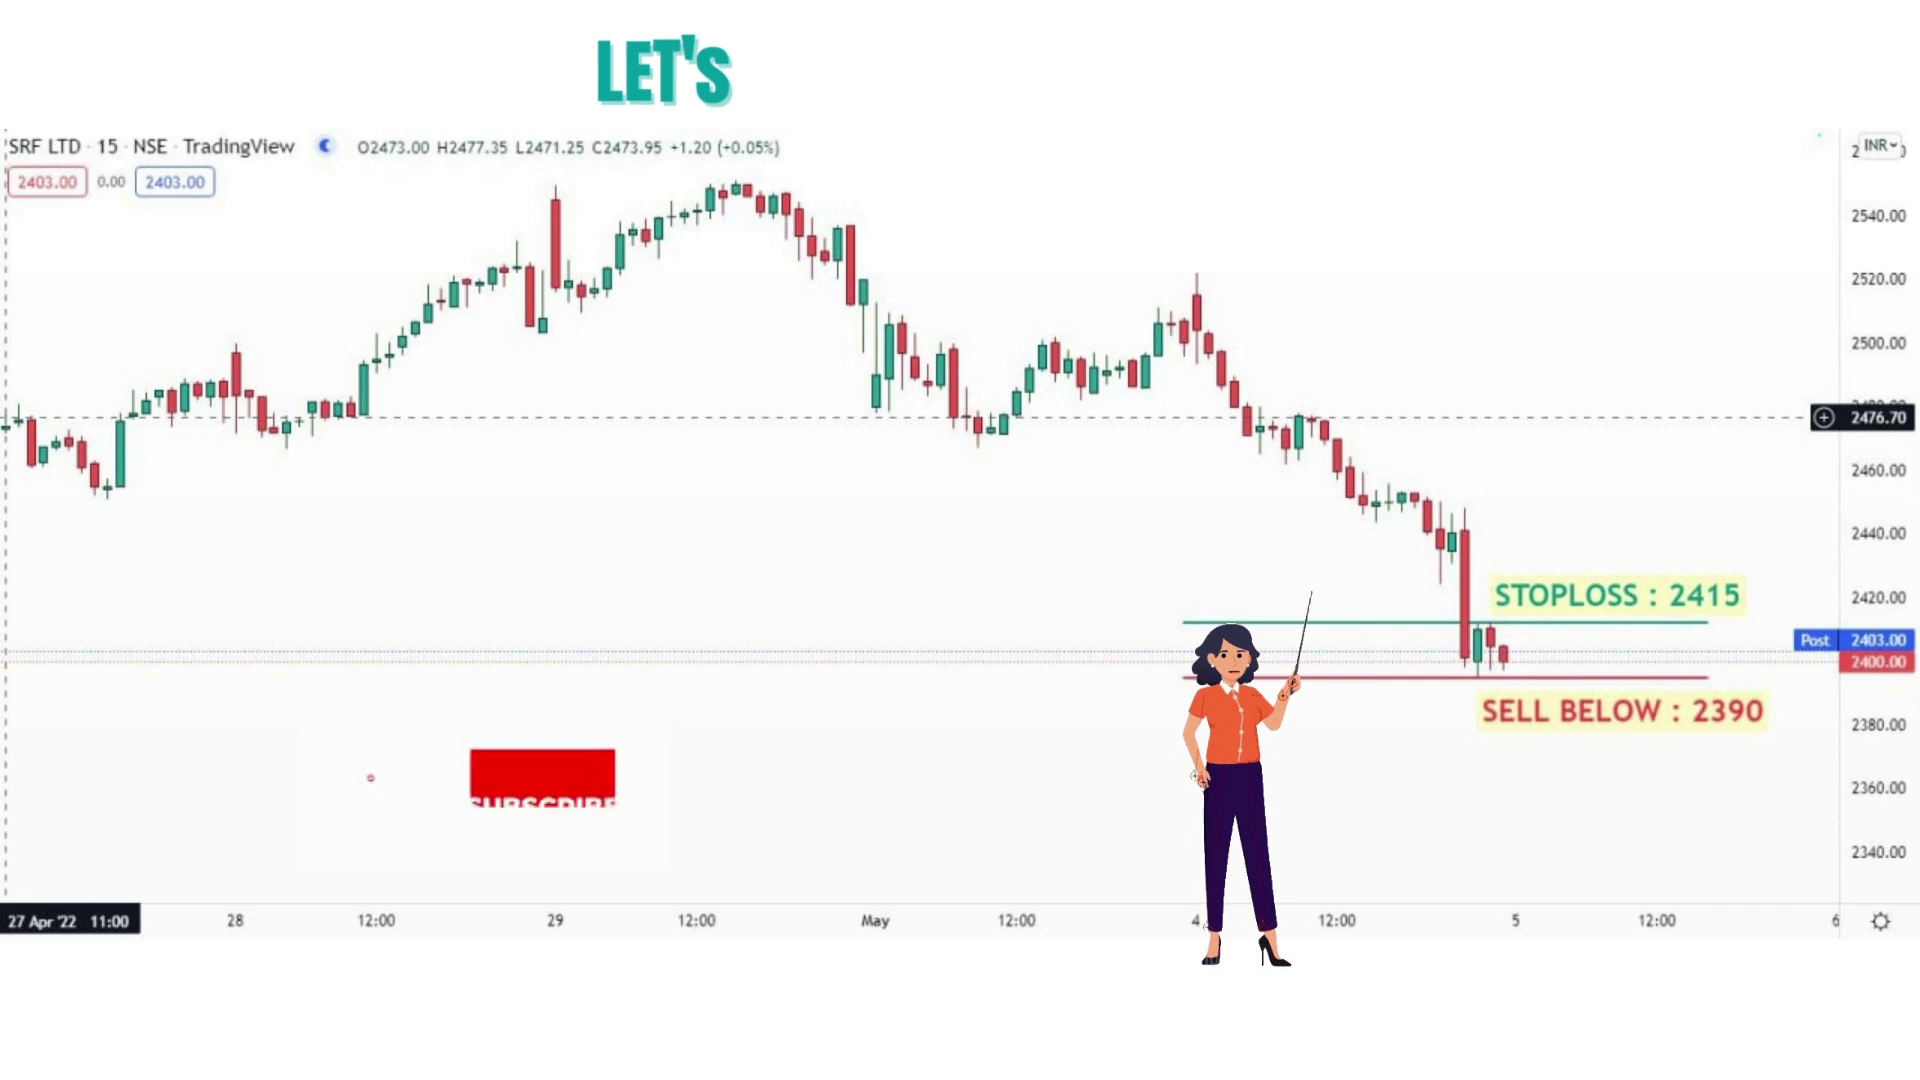 LET'S
SRF LTD · 15 · NSE · TradingView O2473.00 H2477.35 L2471.25 C2473.95 +1.20 (+0.05%)
INR
2403.00 0.00 2403.00
2540.00
2520.00
2500.00
2476.70
2460.00
2440.00
STOPLOSS : 2415
2420.00
Post 2403.00
2400.00
SELL BELOW : 2390
2380.00
2360.00
SUBSCRIBE
2340.00
27 Apr '22 11:00 28 12:00 29 12:00 May 12:00 4 12:00 5 12:00 6